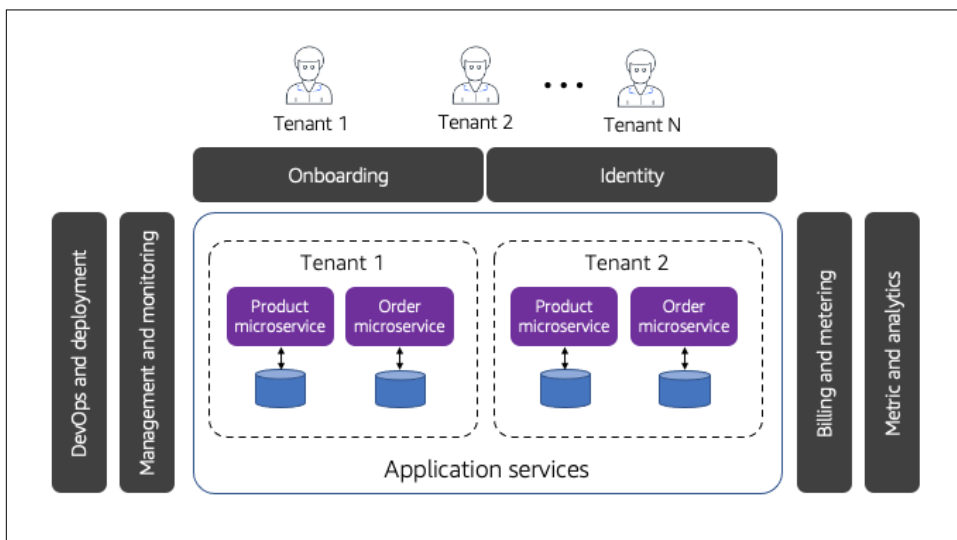 Tenant 1
Tenant 2
Tenant N
Onboarding
Identity
DevOps and deployment
Management and monitoring
Tenant 1
Product
microservice
Order
microservice
Tenant 2
Product
microservice
Order
microservice
Application services
Billing and metering
Metric and analytics